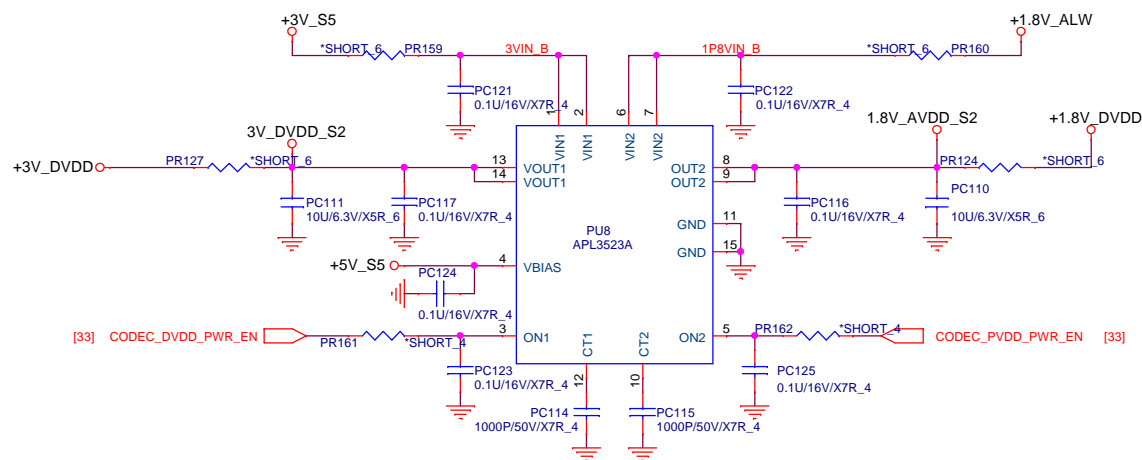 +3V_S5
+1.8V_ALW
*SHORT_6 PR159
3VIN_B
1P8VIN_B
*SHORT_6 PR160
PC121
0.1U/16V/X7R_4
PC122
0.1U/16V/X7R_4
1
2
6
7
VIN1
VIN1
VIN2
VIN2
3V_DVDD_S2
1.8V_AVDD_S2
+1.8V_DVDD
+3V_DVDD
PR127
*SHORT_6
13
VOUT1
14
VOUT1
8
OUT2
9
OUT2
PR124
*SHORT_6
PC111
10U/6.3V/X5R_6
PC117
0.1U/16V/X7R_4
PC116
0.1U/16V/X7R_4
PC110
10U/6.3V/X5R_6
PU8
APL3523A
11
GND
15
GND
+5V_S5
PC124
0.1U/16V/X7R_4
4
VBIAS
[33] CODEC_DVDD_PWR_EN
PR161
*SHORT_4
3
ON1
5
ON2
PR162
*SHORT_4
CODEC_PVDD_PWR_EN [33]
CT1
CT2
12
10
PC123
0.1U/16V/X7R_4
PC125
0.1U/16V/X7R_4
PC114
1000P/50V/X7R_4
PC115
1000P/50V/X7R_4